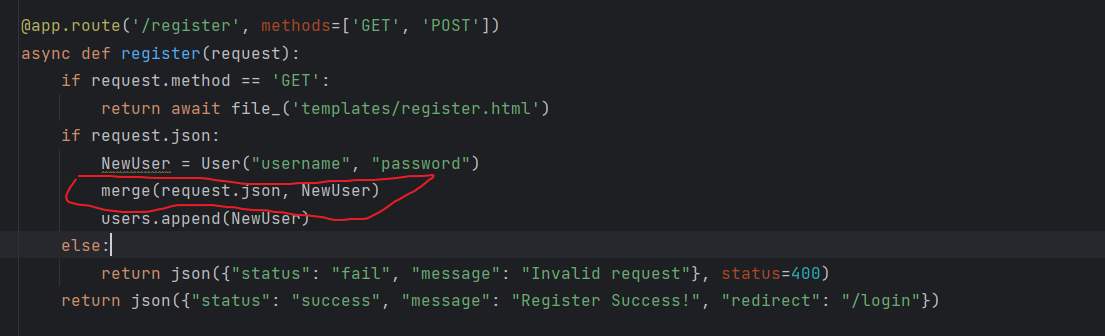 @app.route('/register', methods=['GET', 'POST'])
async def register(request):
    if request.method == 'GET':
        return await file_('templates/register.html')
    if request.json:
        NewUser = User("username", "password")
        merge(request.json, NewUser)
        users.append(NewUser)
    else:
        return json({"status": "fail", "message": "Invalid request"}, status=400)
    return json({"status": "success", "message": "Register Success!", "redirect": "/login"})